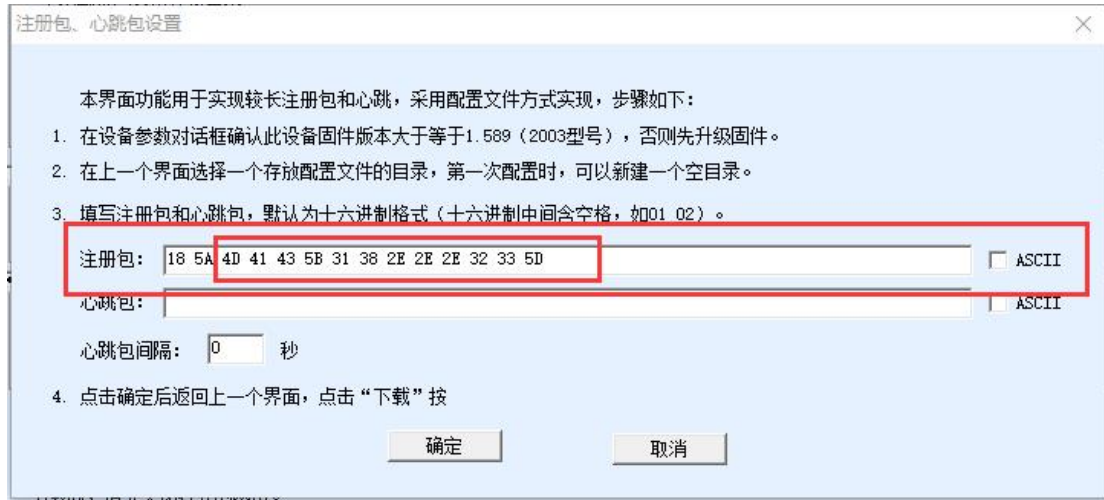 注册包、心跳包设置
本界面功能用于实现较长注册包和心跳，采用配置文件方式实现，步骤如下：
1. 在设备参数对话框确认此设备固件版本大于等于1.589（2003型号），否则先升级固件。
2. 在上一个界面选择一个存放配置文件的目录，第一次配置时，可以新建一个空目录。
3. 填写注册包和心跳包，默认为十六进制格式（十六进制中间含空格，如01 02）。
注册包： 18 5A 4D 41 43 5B 31 38 2E 2E 2E 32 33 5D ASCII
心跳包： ASCII
心跳包间隔： 0 秒
4. 点击确定后返回上一个界面，点击“下载”按
确定 取消